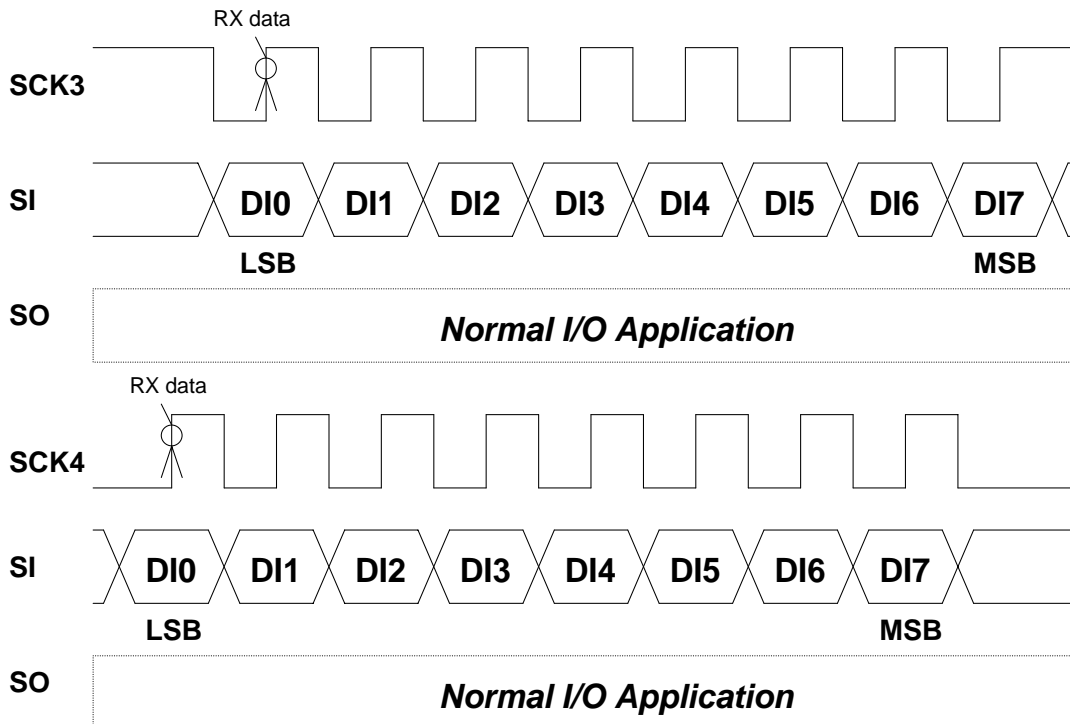 RX data
SCK3
SI DI0 DI1 DI2 DI3 DI4 DI5 DI6 DI7
LSB MSB
SO Normal I/O Application
RX data
SCK4
SI DI0 DI1 DI2 DI3 DI4 DI5 DI6 DI7
LSB MSB
SO Normal I/O Application